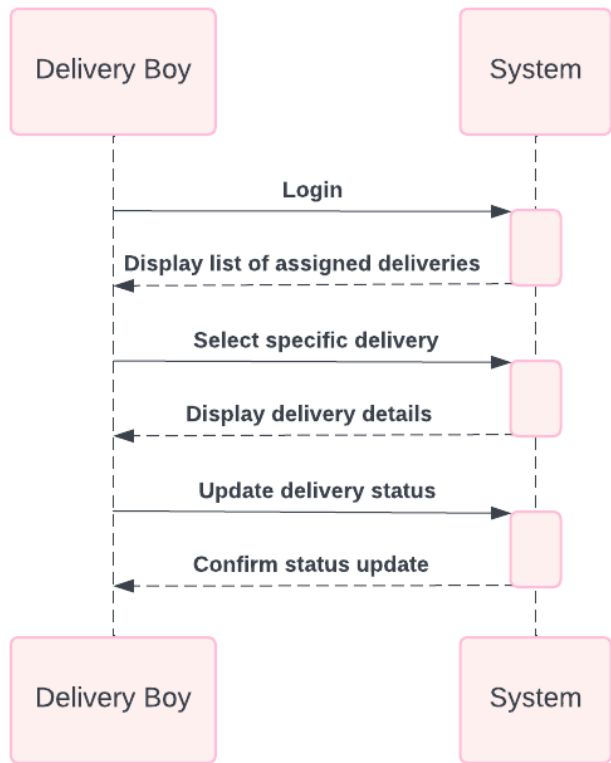 Delivery Boy
System
Login
Display list of assigned deliveries
Select specific delivery
Display delivery details
Update delivery status
Confirm status update
Delivery Boy
System